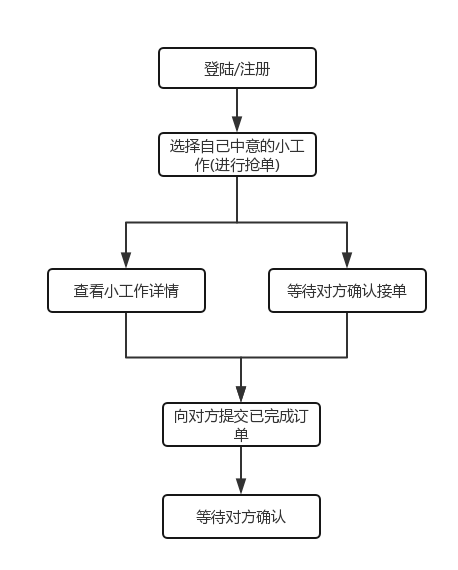 登陆/注册
选择自己中意的小工
作(进行抢单)
查看小工作详情
等待对方确认接单
向对方提交已完成订
单
等待对方确认